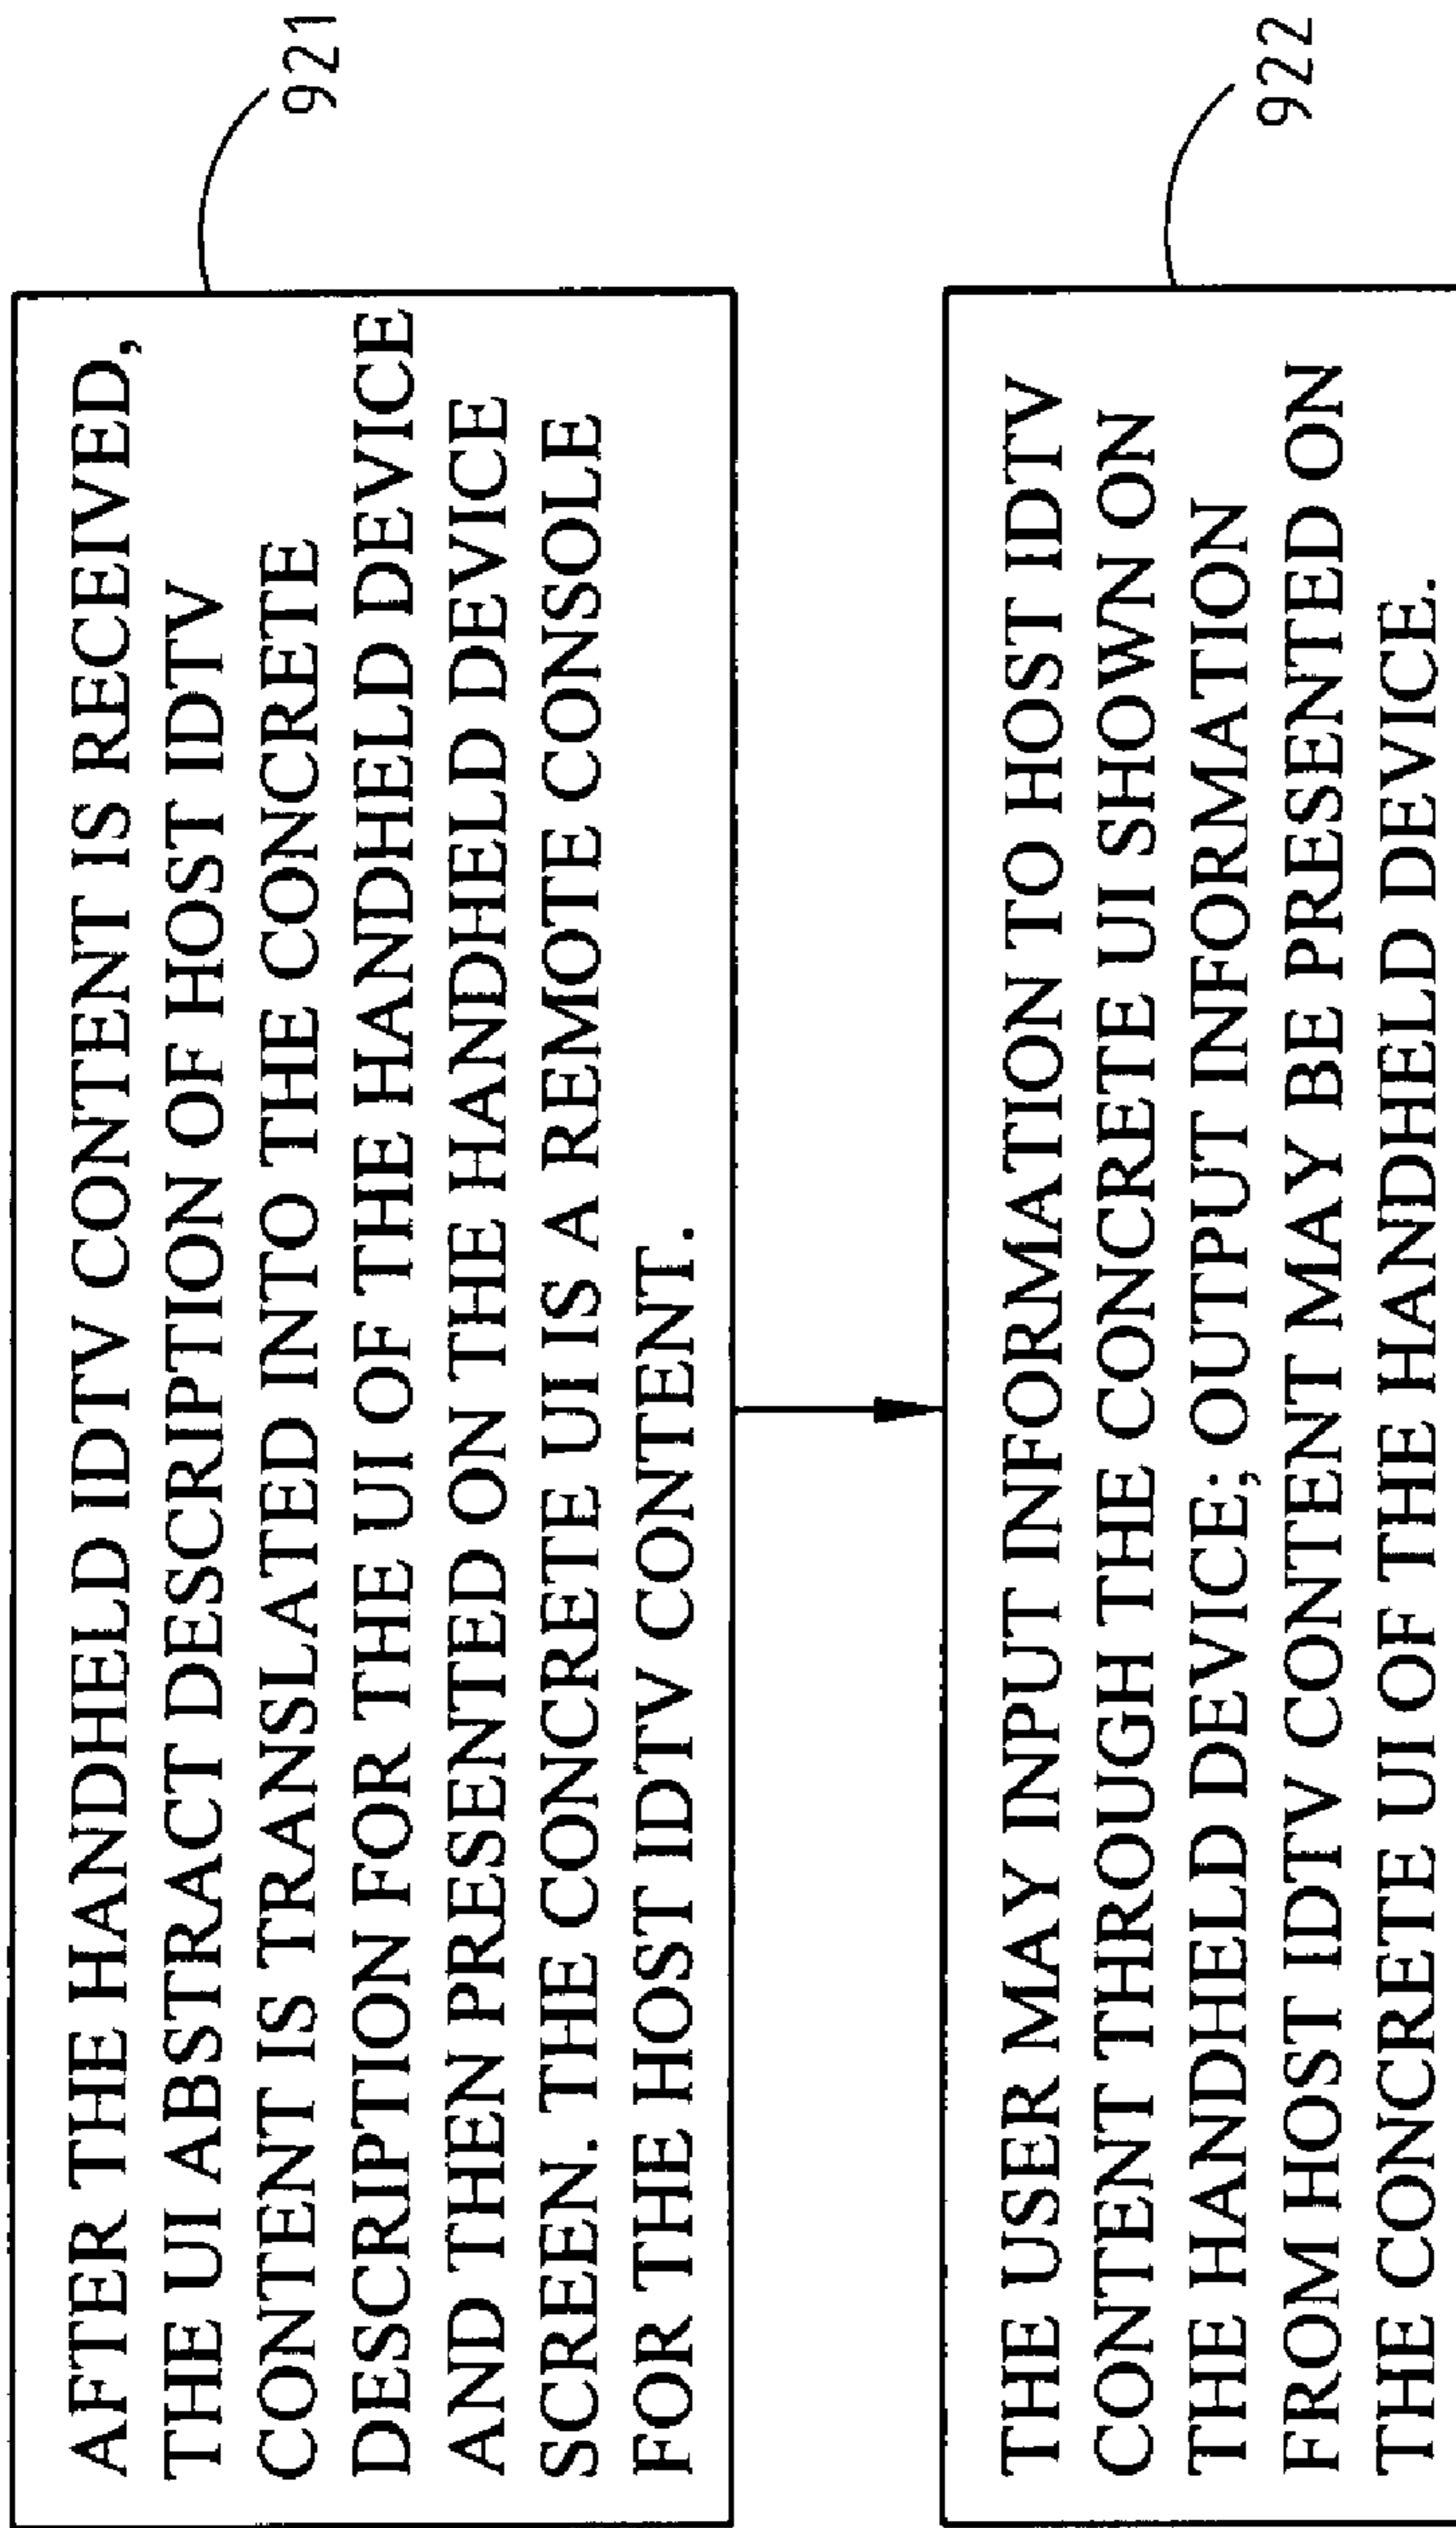 AFTER THE HANDHELD IDTV CONTENT IS RECEIVED,
THE UI ABSTRACT DESCRIPTION OF HOST IDTV
CONTENT IS TRANSLATED INTO THE CONCRETE
DESCRIPTION FOR THE UI OF THE HANDHELD DEVICE
AND THEN PRESENTED ON THE HANDHELD DEVICE
SCREEN. THE CONCRETE UI IS A REMOTE CONSOLE
FOR THE HOST IDTV CONTENT.
921
THE USER MAY INPUT INFORMATION TO HOST IDTV
CONTENT THROUGH THE CONCRETE UI SHOWN ON
THE HANDHELD DEVICE; OUTPUT INFORMATION
FROM HOST IDTV CONTENT MAY BE PRESENTED ON
THE CONCRETE UI OF THE HANDHELD DEVICE.
922